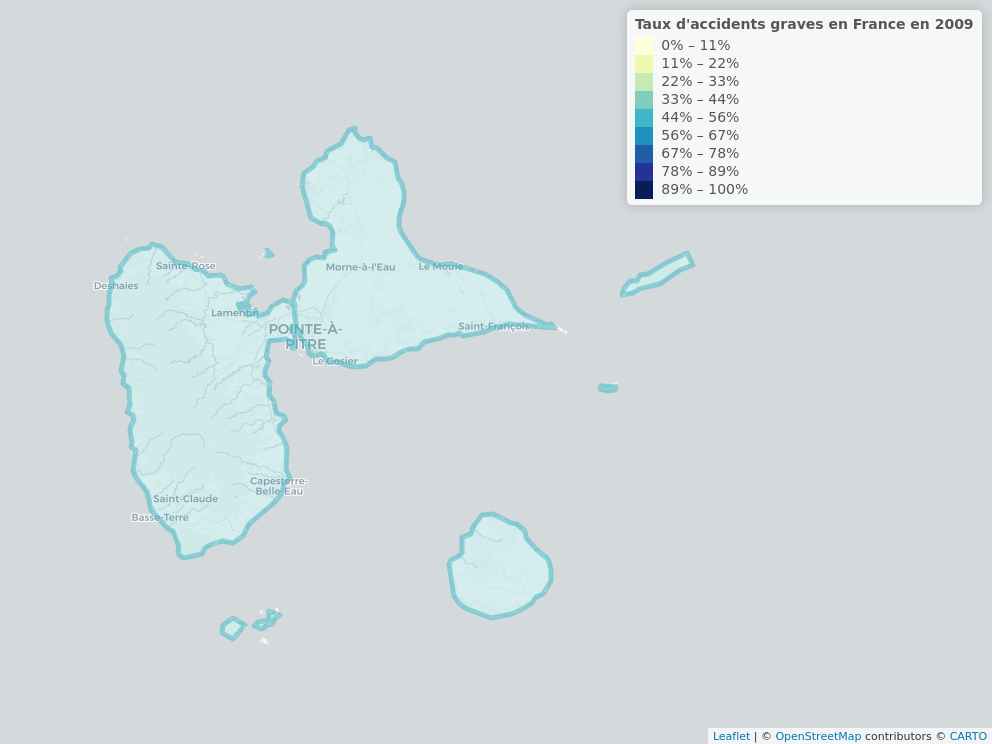 Taux d'accidents graves en France en 2009
0% – 11%
11% – 22%
22% – 33%
33% – 44%
44% – 56%
56% – 67%
67% – 78%
78% – 89%
89% – 100%
Sainte-Rose
Morne-à-l'Eau
Le Moule
Deshaies
Lamentin
POINTE-À-
PITRE
Saint-François
Le Gosier
Capesterre-
Belle-Eau
Saint-Claude
Basse-Terre
Leaflet | © OpenStreetMap contributors © CARTO